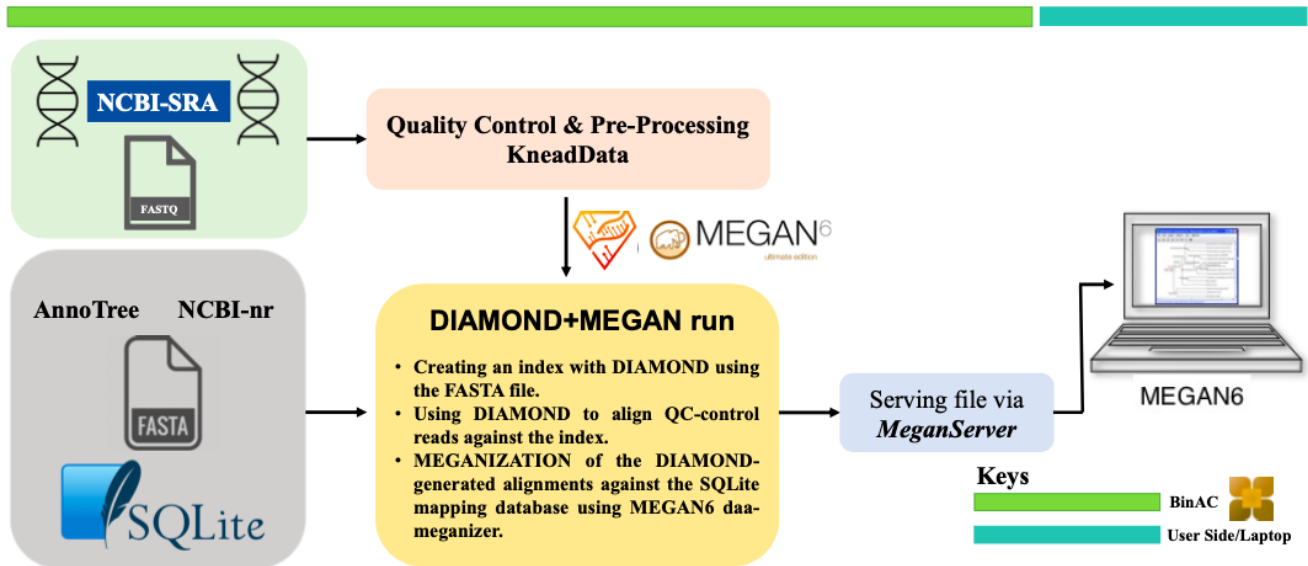 NCBI-SRA
FASTQ
Quality Control & Pre-Processing
KneadData
MEGAN6
ultimate edition
AnnoTree NCBI-nr
FASTA
SQLite
DIAMOND+MEGAN run
• Creating an index with DIAMOND using
the FASTA file.
• Using DIAMOND to align QC-control
reads against the index.
• MEGANIZATION of the DIAMOND-
generated alignments against the SQLite
mapping database using MEGAN6 daa-
meganizer.
Serving file via
MeganServer
MEGAN6
Keys
BinAC
User Side/Laptop